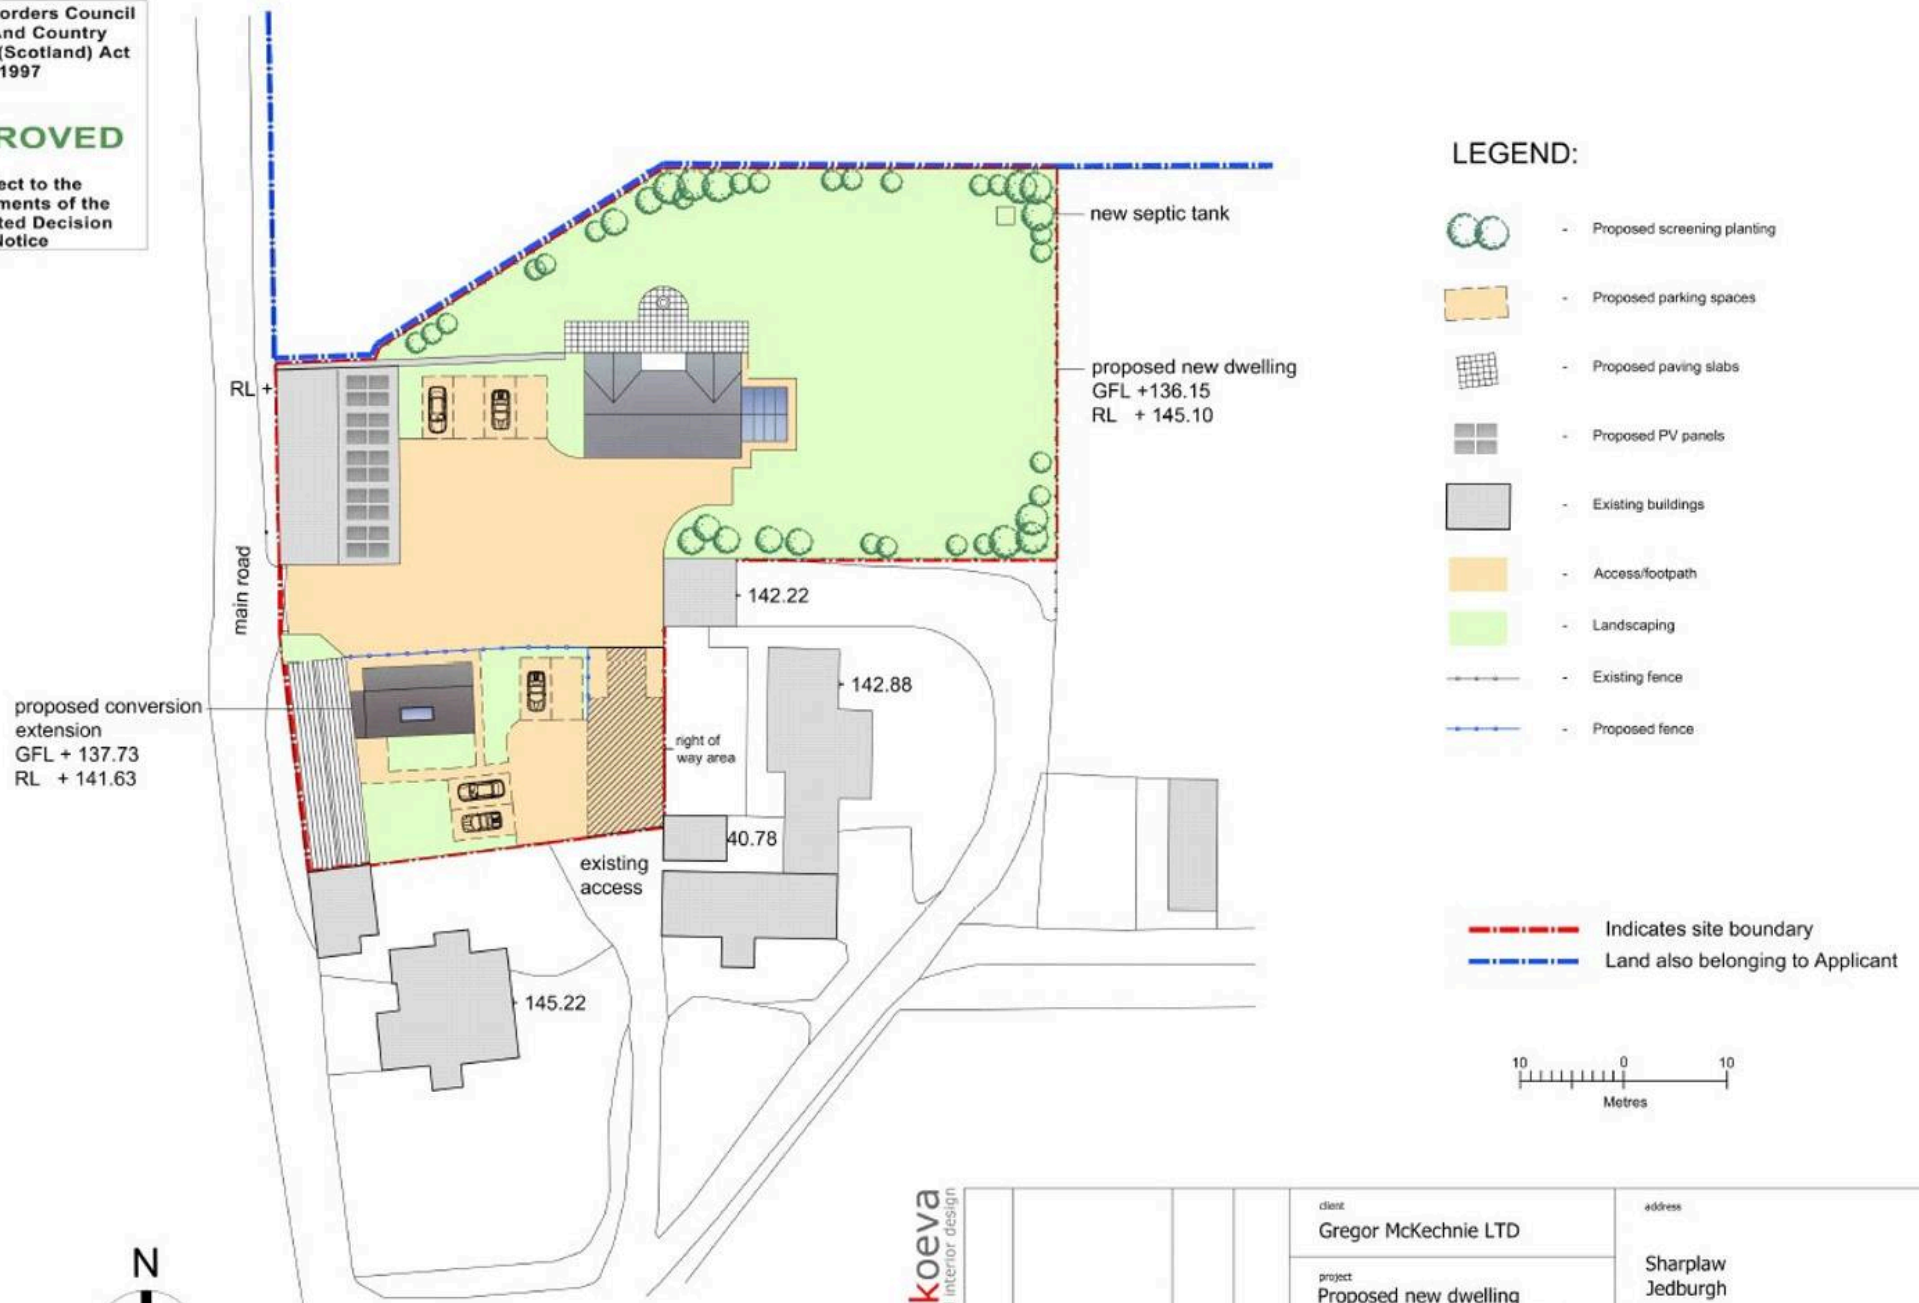 orders Council
And Country
(Scotland) Act
1997
ROVED
ect to the
ments of the
ted Decision
Notice
new septic tank
proposed new dwelling
GFL +136.15
RL + 145.10
RL +
main road
142.22
142.88
right of
way area
proposed conversion
extension
GFL + 137.73
RL + 141.63
40.78
existing
access
145.22
N
LEGEND:
- Proposed screening planting
- Proposed parking spaces
- Proposed paving slabs
- Proposed PV panels
- Existing buildings
- Access/footpath
- Landscaping
- Existing fence
- Proposed fence
Indicates site boundary
Land also belonging to Applicant
10 0 10
Metres
koeva
interior design
client
Gregor McKechnie LTD
project
Proposed new dwelling
address
Sharplaw
Jedburgh